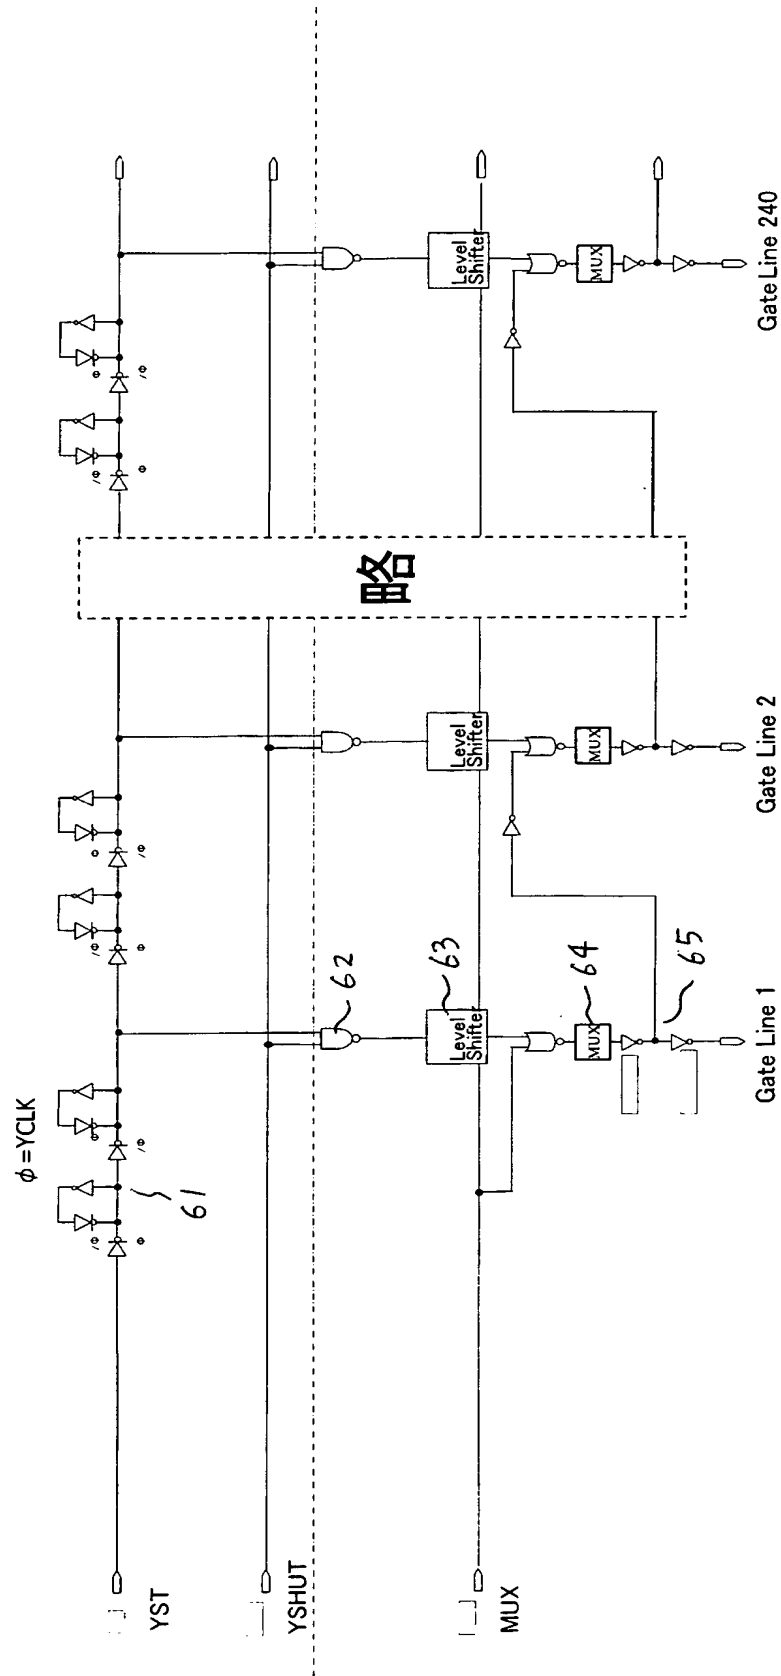 φ=YCLK
YST
61
φ
'φ
'φ
φ
φ
'φ
'φ
φ
φ
'φ
'φ
φ
YSHUT
62
略
MUX
Level
Shifter
63
Level
Shifter
Level
Shifter
MUX
64
MUX
MUX
65
Gate Line 1
Gate Line 2
Gate Line 240